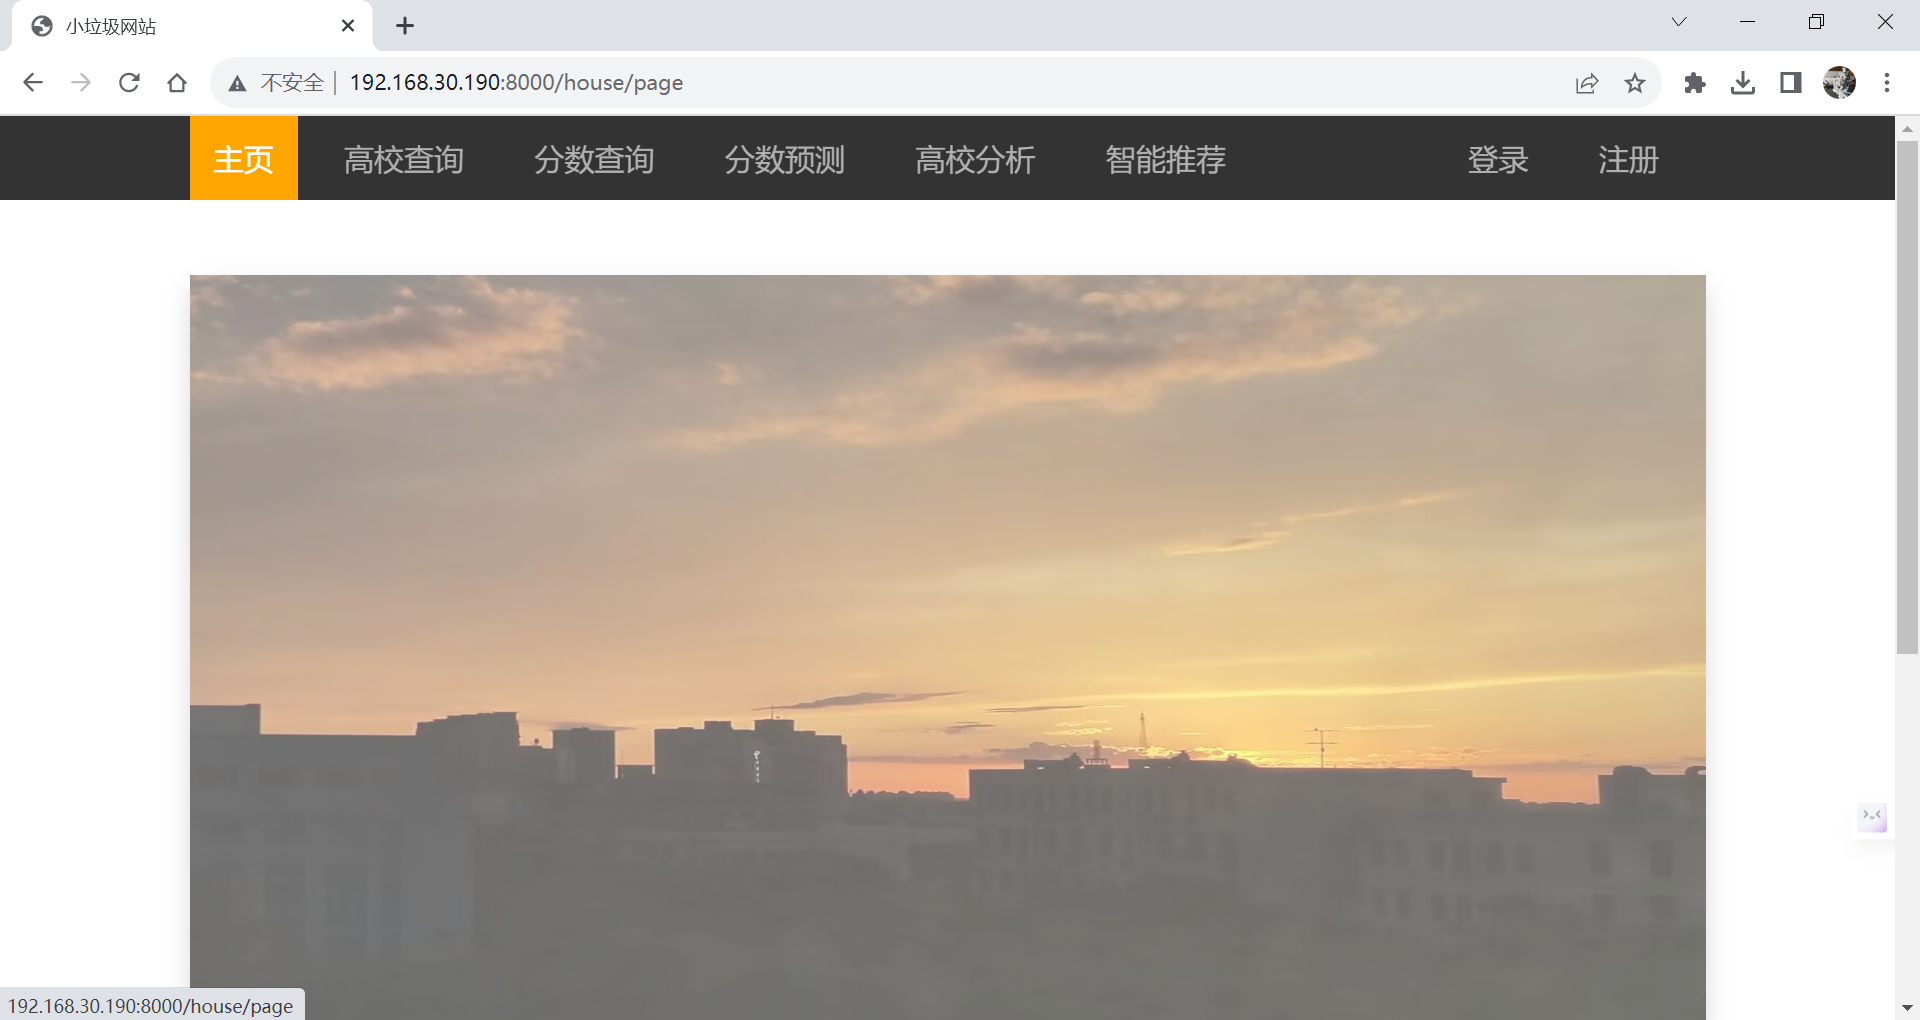 小垃圾网站
不安全 192.168.30.190:8000/house/page
主页 高校查询 分数查询 分数预测 高校分析 智能推荐 登录 注册
192.168.30.190:8000/house/page